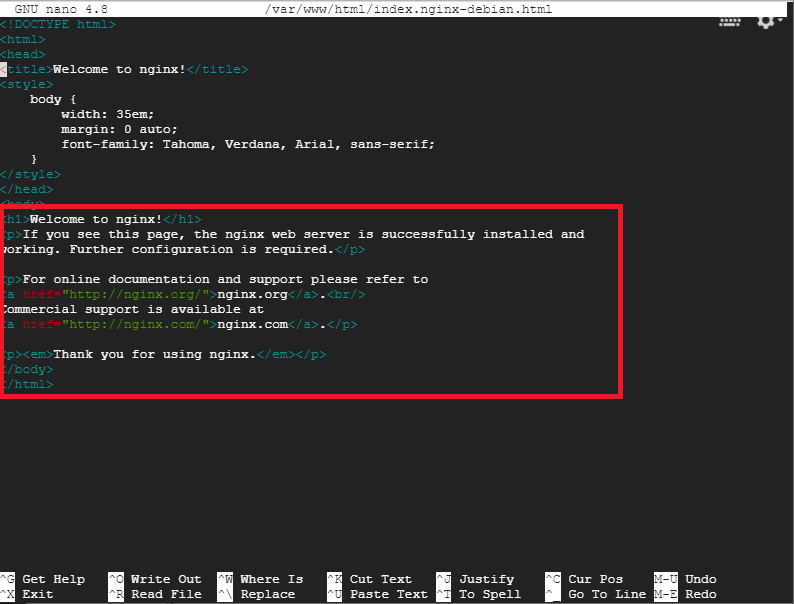 GNU nano 4.8 /var/www/html/index.nginx-debian.html
<!DOCTYPE html>
<html>
<head>
<title>Welcome to nginx!</title>
<style>
    body {
        width: 35em;
        margin: 0 auto;
        font-family: Tahoma, Verdana, Arial, sans-serif;
    }
</style>
</head>
<body>
<h1>Welcome to nginx!</h1>
<p>If you see this page, the nginx web server is successfully installed and
working. Further configuration is required.</p>

<p>For online documentation and support please refer to
<a href="http://nginx.org/">nginx.org</a>.<br/>
Commercial support is available at
<a href="http://nginx.com/">nginx.com</a>.</p>

<p><em>Thank you for using nginx.</em></p>
</body>
</html>
^G Get Help ^O Write Out ^W Where Is ^K Cut Text ^J Justify ^C Cur Pos M-U Undo
^X Exit ^R Read File ^\ Replace ^U Paste Text ^T To Spell ^_ Go To Line M-E Redo